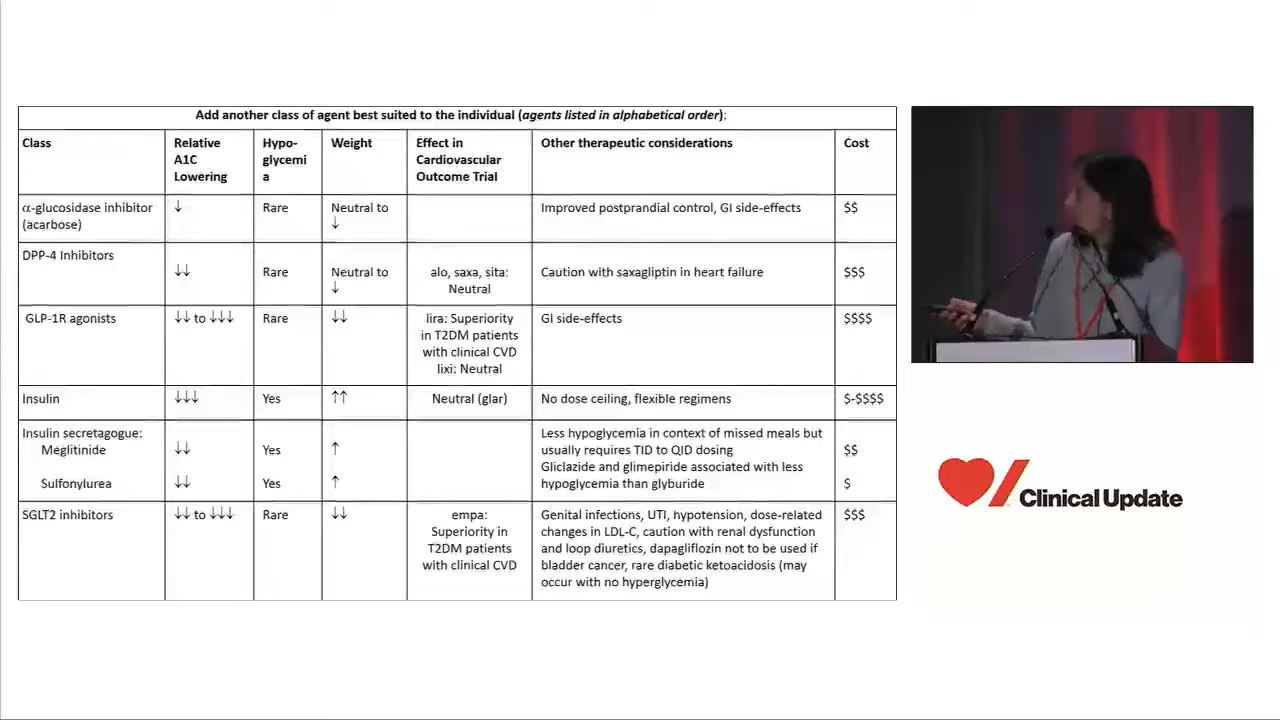 Add another class of agent best suited to the individual (agents listed in alphabetical order);
Class Relative A1C Lowering Hypo-glycemia Weight Effect in Cardiovascular Outcome Trial Other therapeutic considerations Cost
α-glucosidase inhibitor (acarbose) ↓ Rare Neutral to ↓ Improved postprandial control, GI side-effects $$
DPP-4 Inhibitors ↓↓ Rare Neutral to ↓ alo, saxa, sita: Neutral Caution with saxagliptin in heart failure $$$
GLP-1R agonists ↓↓ to ↓↓↓ Rare ↓↓ lira: Superiority in T2DM patients with clinical CVD lixi: Neutral GI side-effects $$$$
Insulin ↓↓↓ Yes ↑↑ Neutral (glar) No dose ceiling, flexible regimens $-$$$$
Insulin secretagogue:
Meglitinide ↓↓ Yes ↑ Less hypoglycemia in context of missed meals but usually requires TID to QID dosing $$
Sulfonylurea ↓↓ Yes ↑ Gliclazide and glimepiride associated with less hypoglycemia than glyburide $
SGLT2 inhibitors ↓↓ to ↓↓↓ Rare ↓↓ empa: Superiority in T2DM patients with clinical CVD Genital infections, UTI, hypotension, dose-related changes in LDL-C, caution with renal dysfunction and loop diuretics, dapagliflozin not to be used if bladder cancer, rare diabetic ketoacidosis (may occur with no hyperglycemia) $$$
Clinical Update